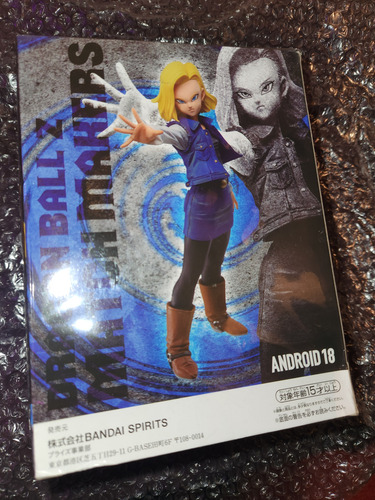 DRAGON BALL Z
MATCH MAKERS
ANDROID 18
対象年齢15才以上
発売元
株式会社BANDAI SPIRITS
プライズ事業部